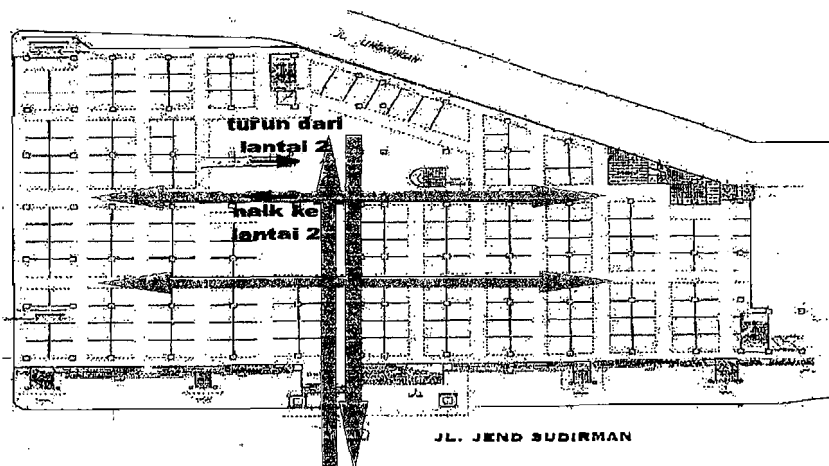 JL. LINGKUNGAN
turun dari
lantai 2
naik ke
lantai 2
JL. JEND SUDIRMAN